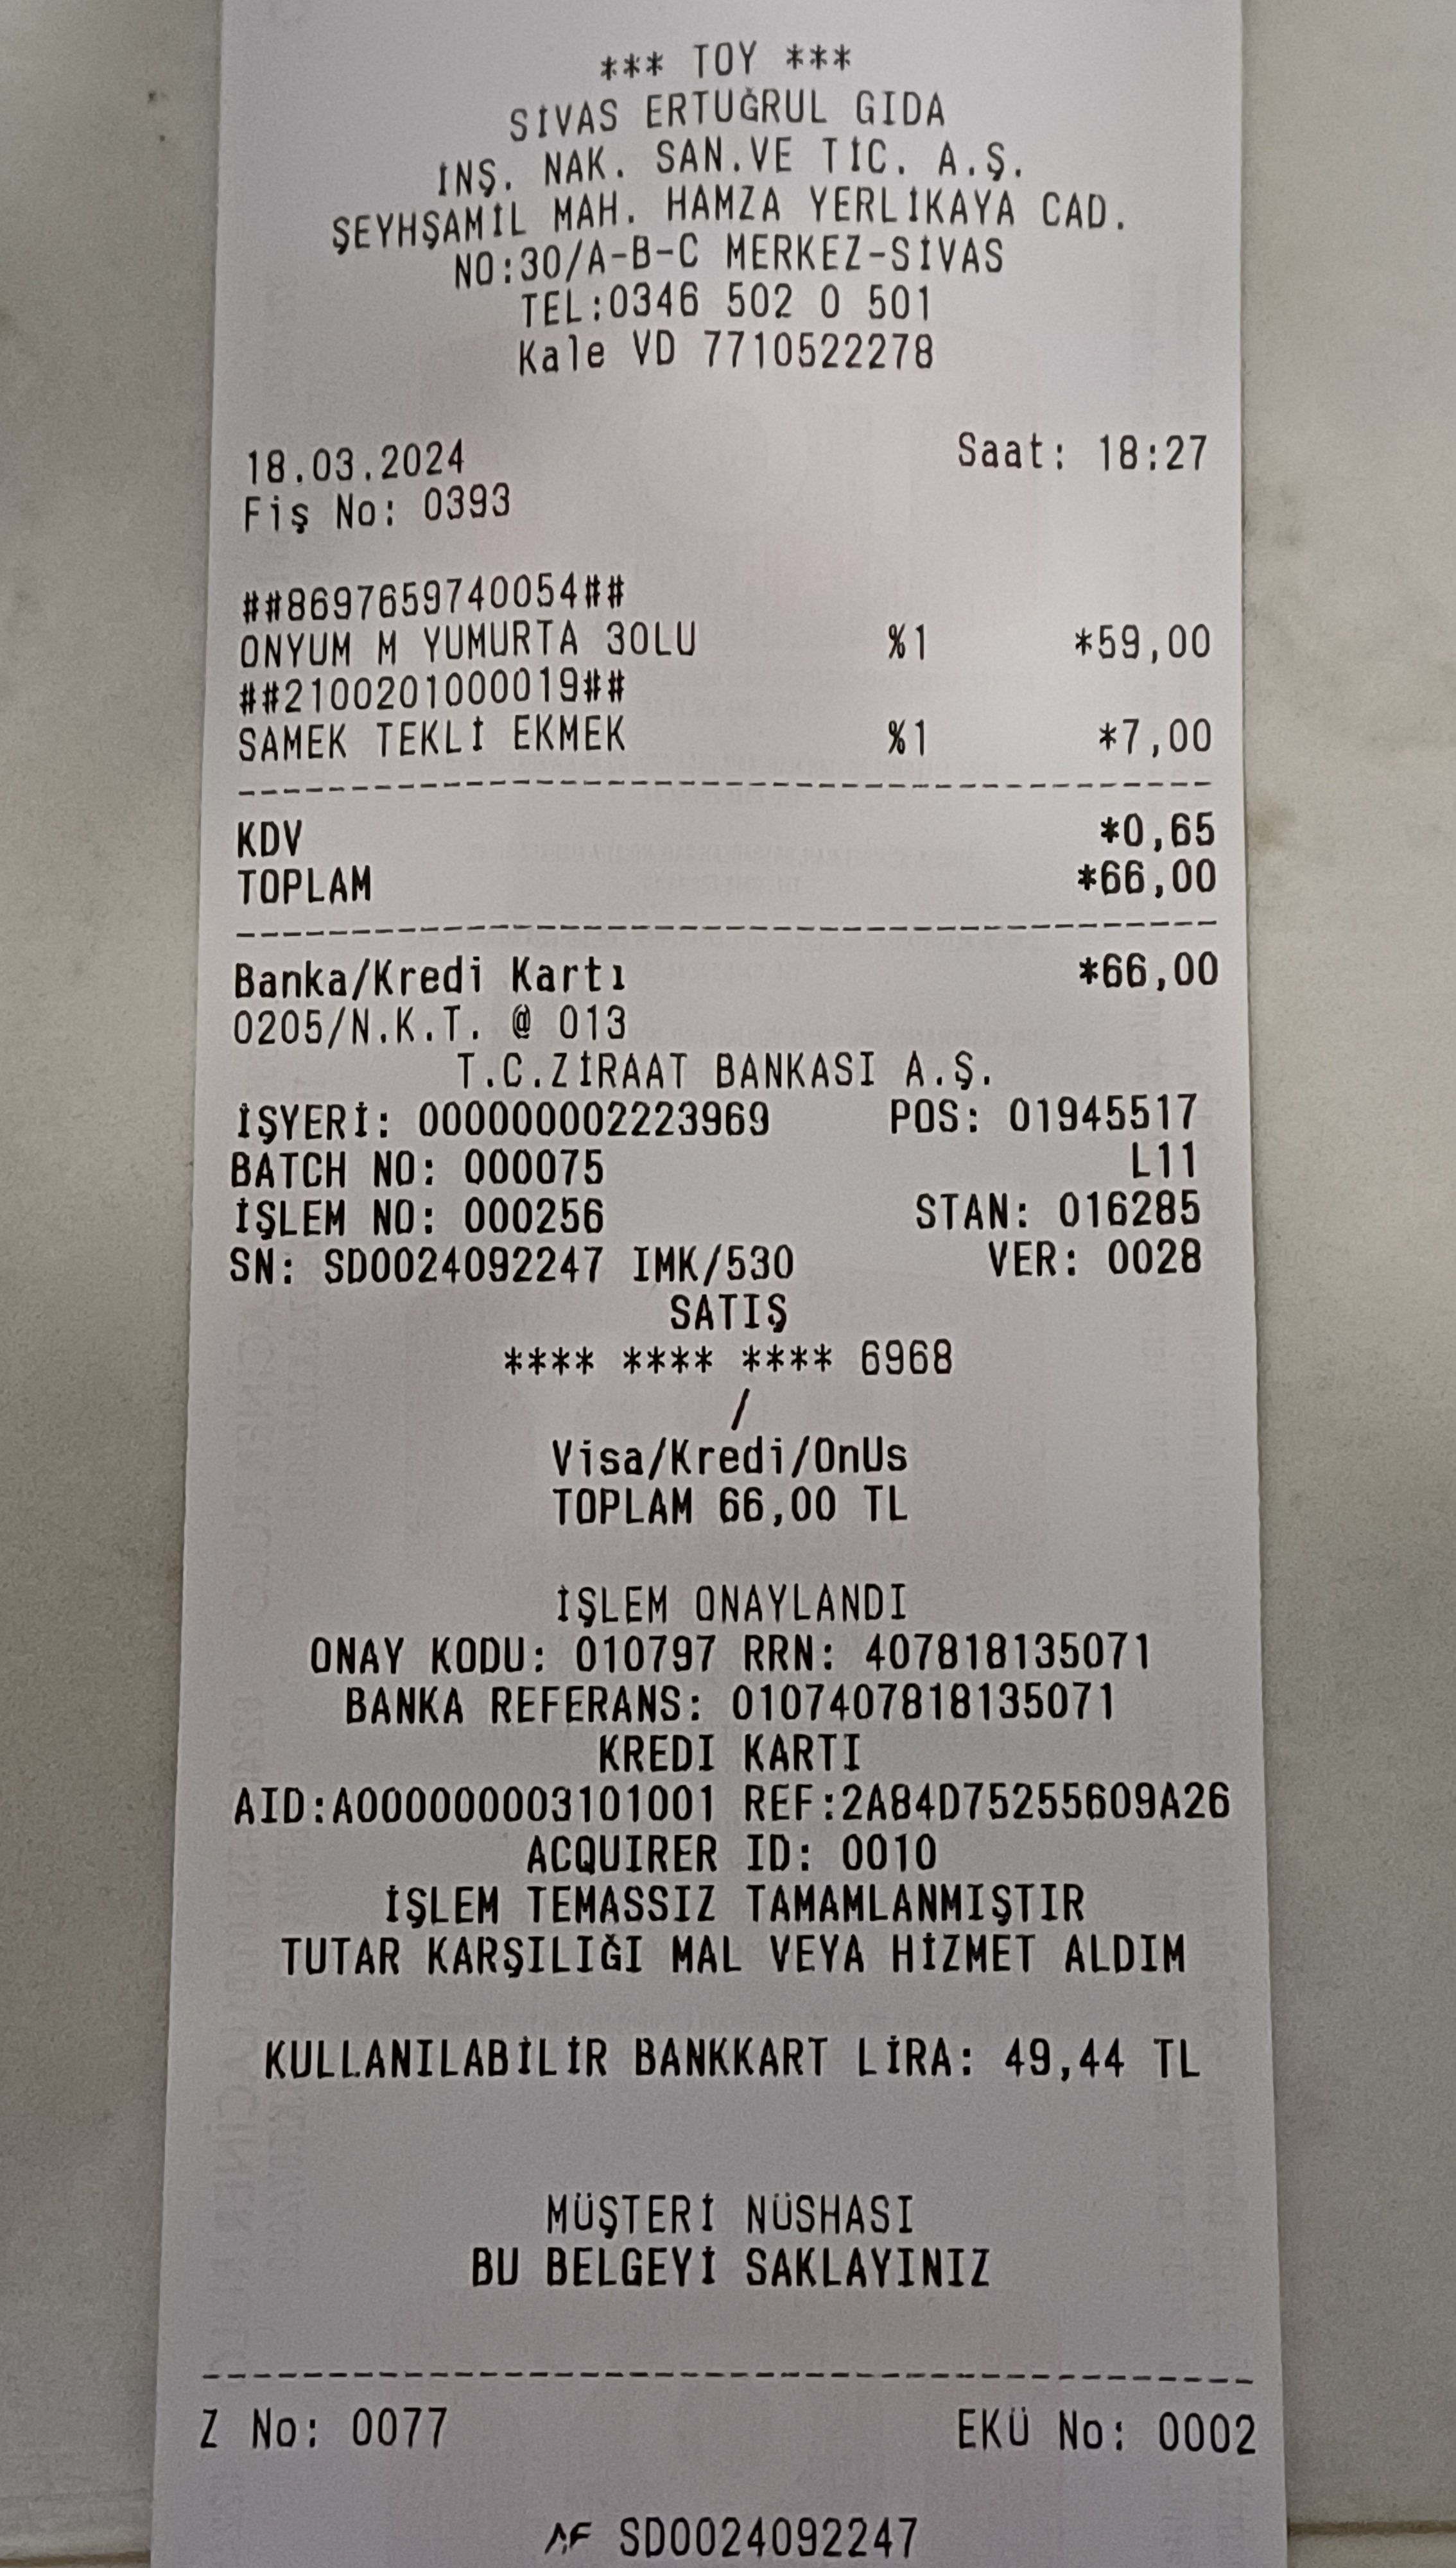 *** TOY ***
SİVAS ERTUĞRUL GIDA
İNŞ. NAK. SAN.VE TİC. A.Ş.
ŞEYHŞAMİL MAH. HAMZA YERLİKAYA CAD.
NO:30/A-B-C MERKEZ-SİVAS
TEL:0346 502 0 501
Kale VD 7710522278
18.03.2024 Saat: 18:27
Fiş No: 0393
##8697659740054##
ONYUM M YUMURTA 30LU %1 *59,00
##2100201000019##
SAMEK TEKLİ EKMEK %1 *7,00
KDV *0,65
TOPLAM *66,00
Banka/Kredi Kartı *66,00
0205/N.K.T. @ 013
T.C.ZİRAAT BANKASI A.Ş.
İŞYERİ: 000000002223969 POS: 01945517
BATCH NO: 000075 L11
İŞLEM NO: 000256 STAN: 016285
SN: SD0024092247 IMK/530 VER: 0028
SATIŞ
**** **** **** 6968
/
Visa/Kredi/OnUs
TOPLAM 66,00 TL
İŞLEM ONAYLANDI
ONAY KODU: 010797 RRN: 407818135071
BANKA REFERANS: 0107407818135071
KREDI KARTI
AID:A0000000031010​01 REF:2A84D75255609A26
ACQUIRER ID: 0010
İŞLEM TEMASSIZ TAMAMLANMIŞTIR
TUTAR KARŞILIĞI MAL VEYA HİZMET ALDIM
KULLANILABİLİR BANKKART LİRA: 49,44 TL
MÜŞTERİ NÜSHASI
BU BELGEYİ SAKLAYINIZ
Z No: 0077 EKÜ No: 0002
SD0024092247